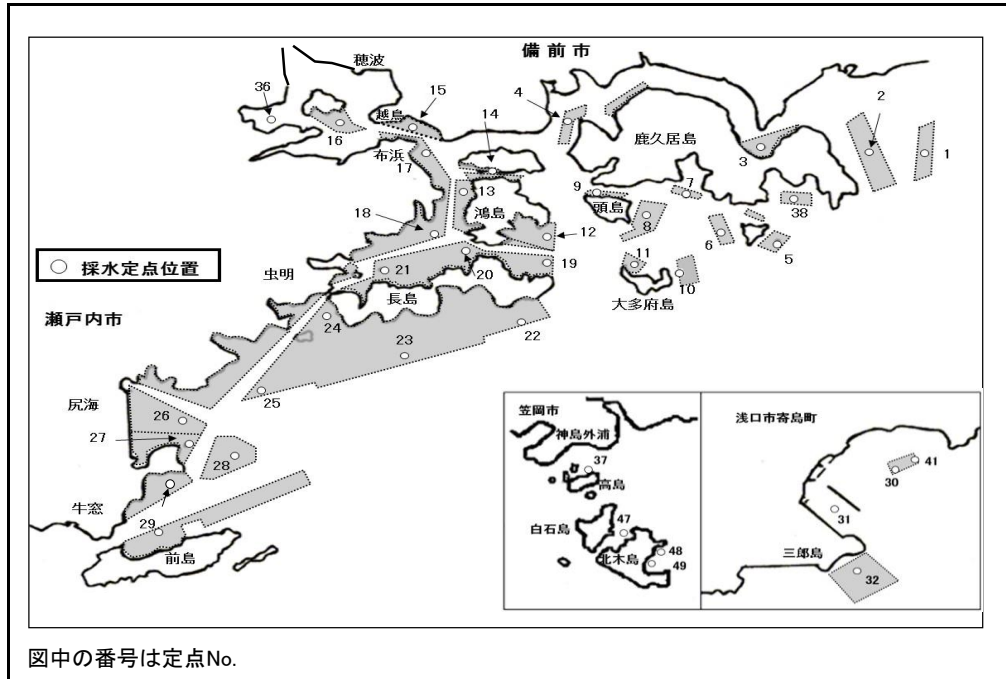 備前市
穂波
36
15
越島
16
布浜
17
14
13
鴻島
4
鹿久居島
2
1
3
9
頭島
7
8
38
6
5
18
12
11
10
大多府島
19
20
21
虫明
長島
採水定点位置
瀬戸内市
24
23
22
25
尻海
26
27
28
牛窓
29
前島
笠岡市
神島外浦
37
高島
白石島
47
北木島
48
49
浅口市寄島町
41
30
31
三郎島
32
図中の番号は定点No.